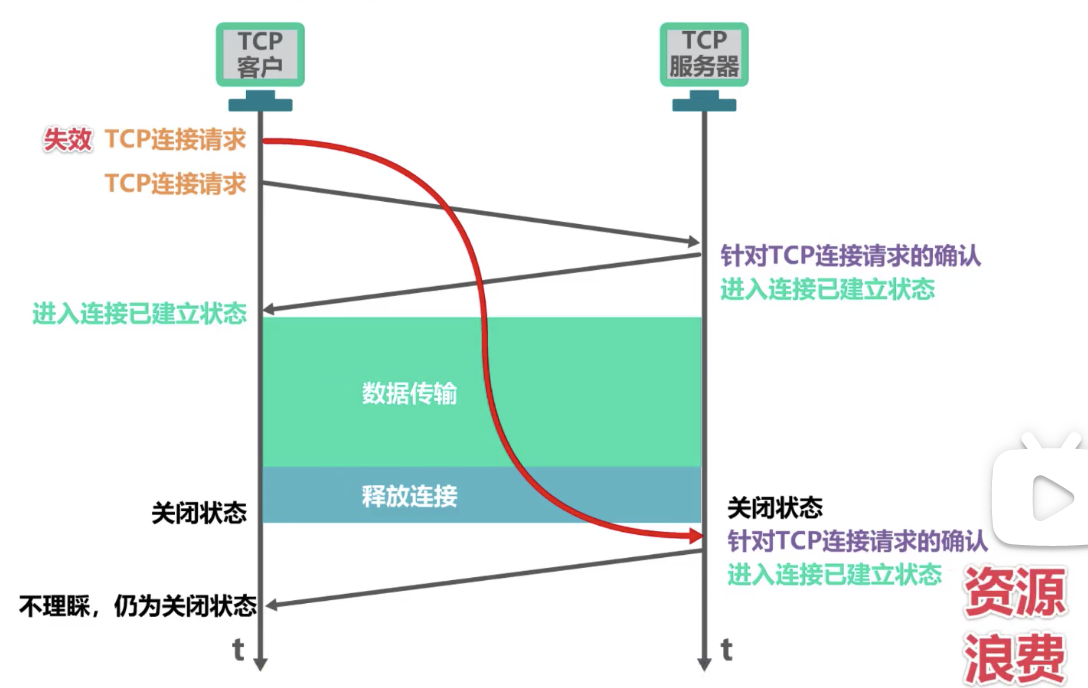 TCP
客户
TCP
服务器
失效 TCP连接请求
TCP连接请求
针对TCP连接请求的确认
进入连接已建立状态
进入连接已建立状态
数据传输
释放连接
关闭状态
关闭状态
针对TCP连接请求的确认
进入连接已建立状态
不理睬，仍为关闭状态
资源
浪费
t
t